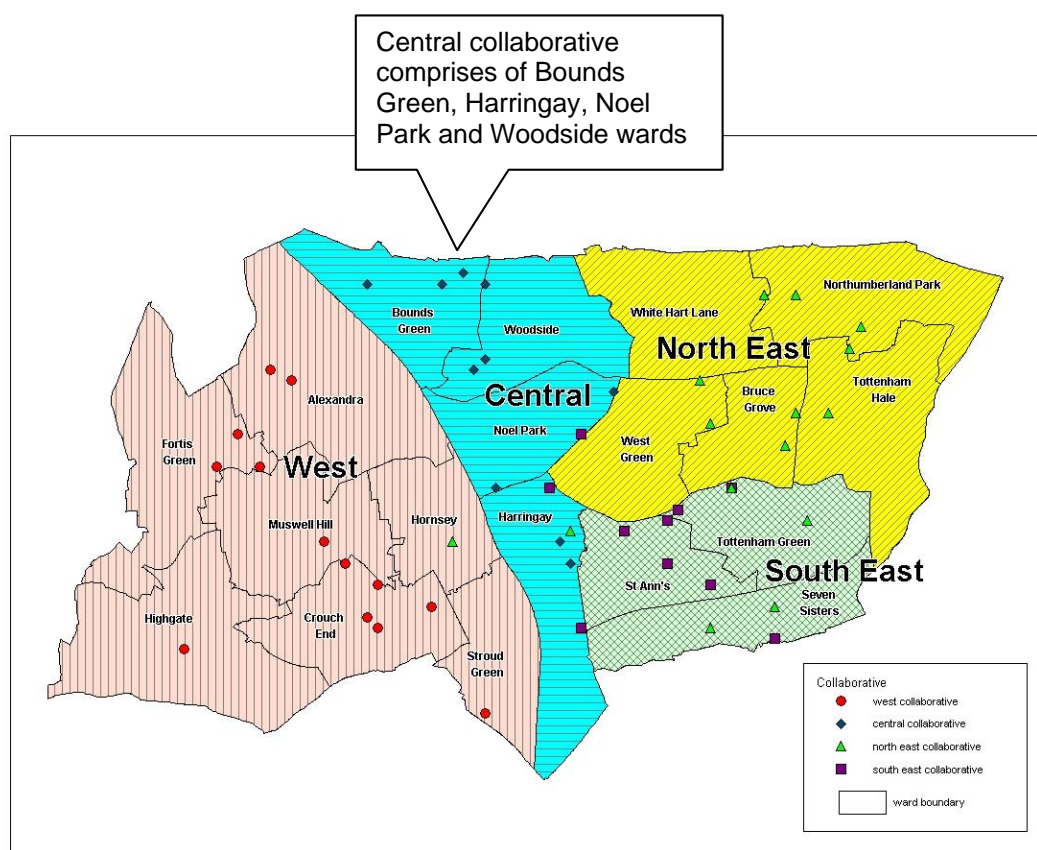 Central collaborative
comprises of Bounds
Green, Harringay, Noel
Park and Woodside wards
Northumberland Park
White Hart Lane
Bounds
Green
Woodside
North East
Tottenham
Hale
Bruce
Grove
Central
Alexandra
Noel Park
West
Green
Fortis
Green
West
Harringay
Muswell Hill
Hornsey
Tottenham Green
South East
St Ann's
Seven
Sisters
Highgate
Crouch
End
Stroud
Green
Collaborative
west collaborative
central collaborative
north east collaborative
south east collaborative
ward boundary